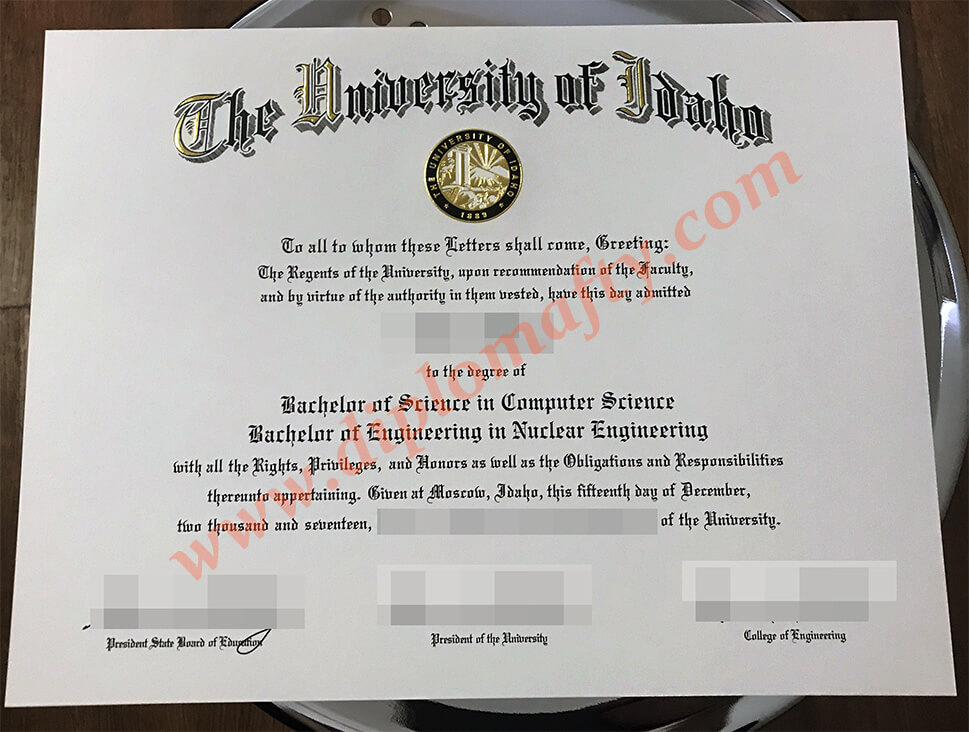 The University of Idaho
THE UNIVERSITY OF IDAHO
1889
To all to whom these Letters shall come, Greeting:
The Regents of the University, upon recommendation of the Faculty,
and by virtue of the authority in them vested, have this day admitted
to the degree of
Bachelor of Science in Computer Science
Bachelor of Engineering in Nuclear Engineering
with all the Rights, Privileges, and Honors as well as the Obligations and Responsibilities
thereunto appertaining. Given at Moscow, Idaho, this fifteenth day of December,
two thousand and seventeen, of the University.
President State Board of Education
President of the University
College of Engineering
www.diplomafty.com